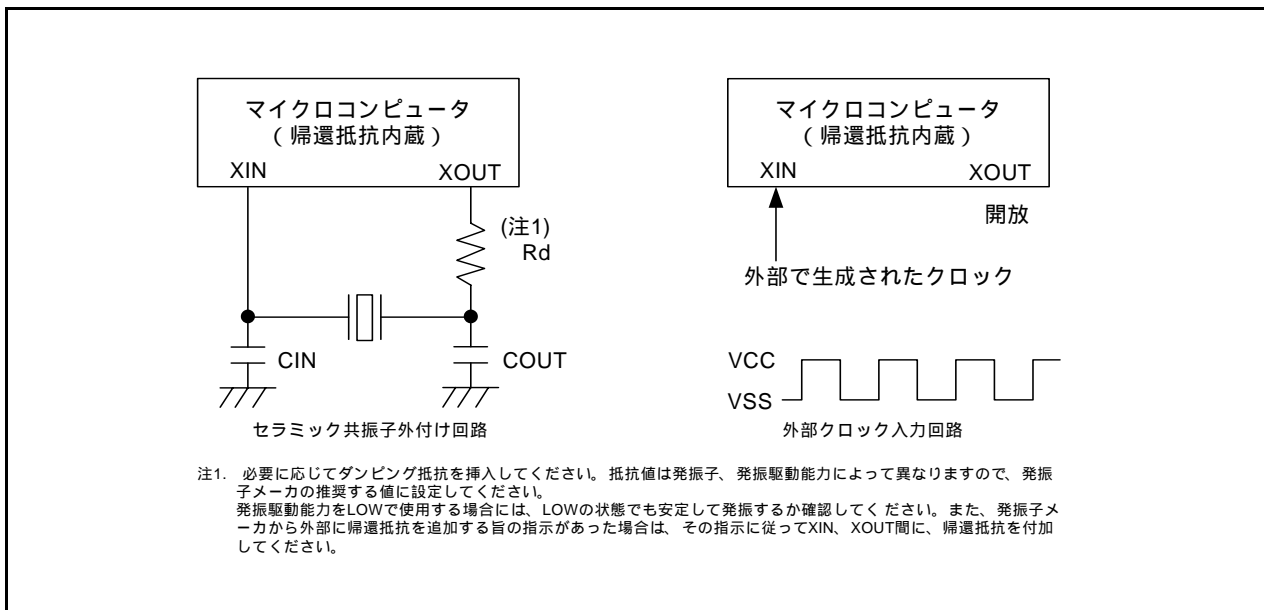 マイクロコンピュータ
(帰還抵抗内蔵)
XIN
XOUT
(注1)
Rd
CIN
COUT
セラミック共振子外付け回路
マイクロコンピュータ
(帰還抵抗内蔵)
XIN
XOUT
開放
外部で生成されたクロック
VCC
VSS
外部クロック入力回路
注1. 必要に応じてダンピング抵抗を挿入してください。抵抗値は発振子、発振駆動能力によって異なりますので、発振
子メーカの推奨する値に設定してください。
発振駆動能力をLOWで使用する場合には、LOWの状態でも安定して発振するか確認してください。また、発振子メ
ーカから外部に帰還抵抗を追加する旨の指示があった場合は、その指示に従ってXIN、XOUT間に、帰還抵抗を付加
してください。